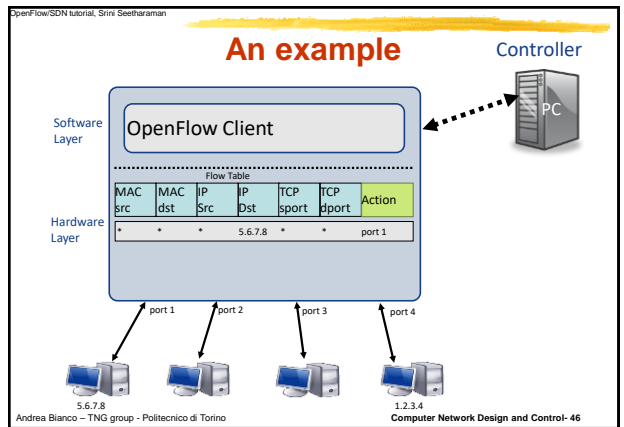 OpenFlow/SDN tutorial, Srini Seetharaman
An example
Controller
PC
Software
Layer
OpenFlow Client
Flow Table
MAC src
MAC dst
IP Src
IP Dst
TCP sport
TCP dport
Action
Hardware
Layer
* * * 5.6.7.8 * * port 1
port 1 port 2 port 3 port 4
5.6.7.8 1.2.3.4
Andrea Bianco – TNG group - Politecnico di Torino Computer Network Design and Control- 46